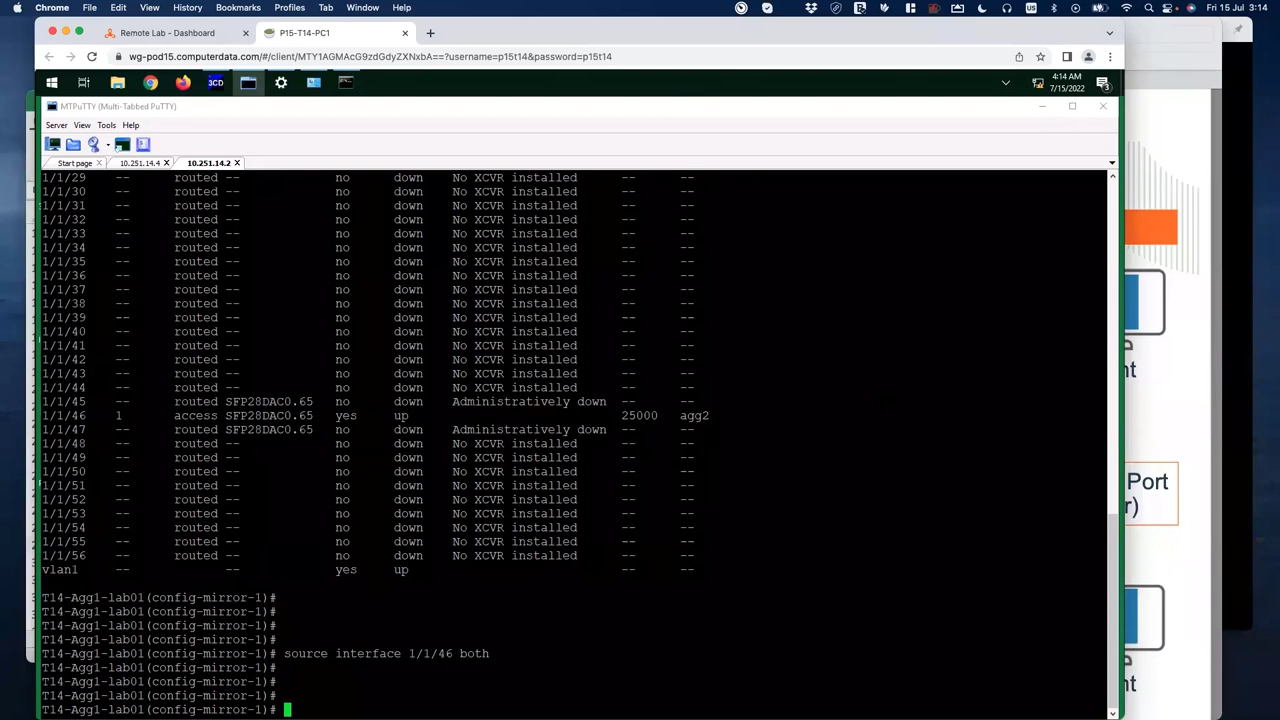 Chrome File Edit View History Bookmarks Profiles Tab Window Help US Fri 15 Jul 3:14
Remote Lab - Dashboard × P15-T14-PC1 × +
wg-pod15.computerdata.com/#/client/MTY1AGMAcG9zdGdyZXNxbA==?username=p15t14&password=p15t14
3CD 4:14 AM
7/15/2022 3
MTPuTTY (Multi-Tabbed PuTTY)
Server View Tools Help
Start page × 10.251.14.4 × 10.251.14.2 ×
1/1/29 -- routed -- no down No XCVR installed -- --
1/1/30 -- routed -- no down No XCVR installed -- --
1/1/31 -- routed -- no down No XCVR installed -- --
1/1/32 -- routed -- no down No XCVR installed -- --
1/1/33 -- routed -- no down No XCVR installed -- --
1/1/34 -- routed -- no down No XCVR installed -- --
1/1/35 -- routed -- no down No XCVR installed -- --
1/1/36 -- routed -- no down No XCVR installed -- --
1/1/37 -- routed -- no down No XCVR installed -- --
1/1/38 -- routed -- no down No XCVR installed -- --
1/1/39 -- routed -- no down No XCVR installed -- --
1/1/40 -- routed -- no down No XCVR installed -- --
1/1/41 -- routed -- no down No XCVR installed -- --
1/1/42 -- routed -- no down No XCVR installed -- --
1/1/43 -- routed -- no down No XCVR installed -- --
1/1/44 -- routed -- no down No XCVR installed -- --
1/1/45 -- routed SFP28DAC0.65 no down Administratively down -- --
1/1/46 1 access SFP28DAC0.65 yes up 25000 agg2
1/1/47 -- routed SFP28DAC0.65 no down Administratively down -- --
1/1/48 -- routed -- no down No XCVR installed -- --
1/1/49 -- routed -- no down No XCVR installed -- --
1/1/50 -- routed -- no down No XCVR installed -- --
1/1/51 -- routed -- no down No XCVR installed -- --
1/1/52 -- routed -- no down No XCVR installed -- --
1/1/53 -- routed -- no down No XCVR installed -- --
1/1/54 -- routed -- no down No XCVR installed -- --
1/1/55 -- routed -- no down No XCVR installed -- --
1/1/56 -- routed -- no down No XCVR installed -- --
vlan1 -- -- yes up -- --
T14-Agg1-lab01(config-mirror-1)#
T14-Agg1-lab01(config-mirror-1)#
T14-Agg1-lab01(config-mirror-1)#
T14-Agg1-lab01(config-mirror-1)#
T14-Agg1-lab01(config-mirror-1)# source interface 1/1/46 both
T14-Agg1-lab01(config-mirror-1)#
T14-Agg1-lab01(config-mirror-1)#
T14-Agg1-lab01(config-mirror-1)#
T14-Agg1-lab01(config-mirror-1)#
nt
Port
r)
nt